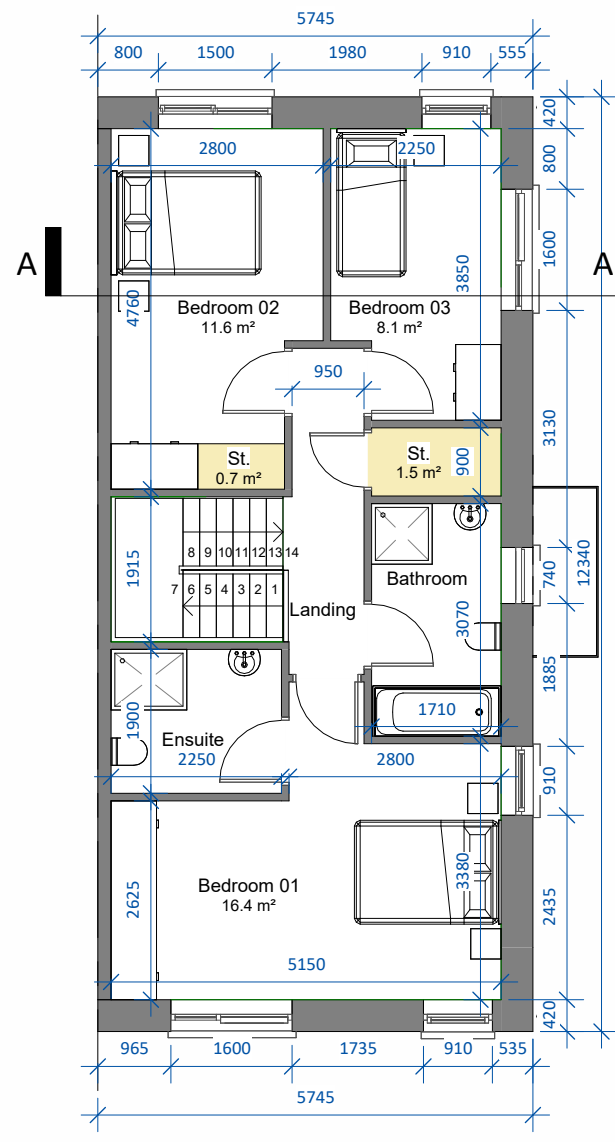 5745
800 1500 1980 910 555
420
2800 2250
800
1600
A A
4760
3850
Bedroom 02 Bedroom 03
11.6 m² 8.1 m²
950
3130
St. St.
0.7 m² 1.5 m²
900
1915
8 9 10 11 12 13 14
7 6 5 4 3 2 1
Landing
Bathroom
740
12340
3070
1885
1900
1710
Ensuite
2250 2800
910
Bedroom 01
16.4 m²
3380
2625
2435
5150
420
965 1600 1735 910 535
5745